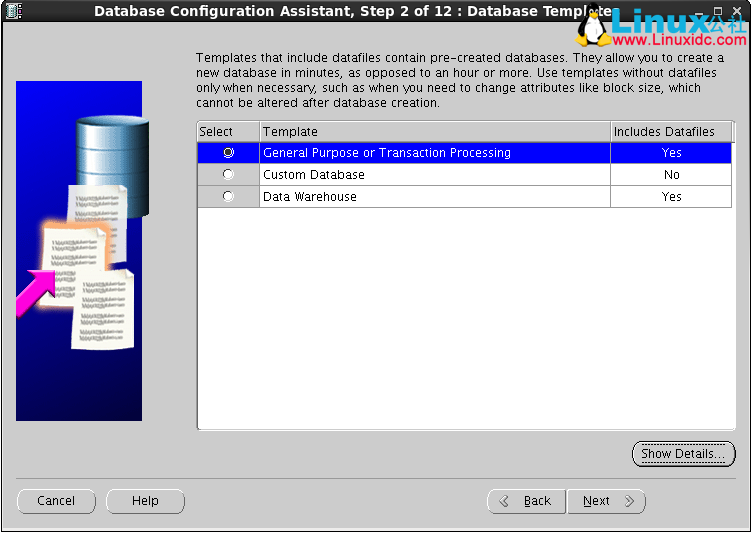 Database Configuration Assistant, Step 2 of 12 : Database Template
Linux公社
www.Linuxidc.com
Templates that include datafiles contain pre-created databases. They allow you to create a
new database in minutes, as opposed to an hour or more. Use templates without datafiles
only when necessary, such as when you need to change attributes like block size, which
cannot be altered after database creation.
Select Template Includes Datafiles
General Purpose or Transaction Processing Yes
Custom Database No
Data Warehouse Yes
Show Details...
Cancel Help Back Next